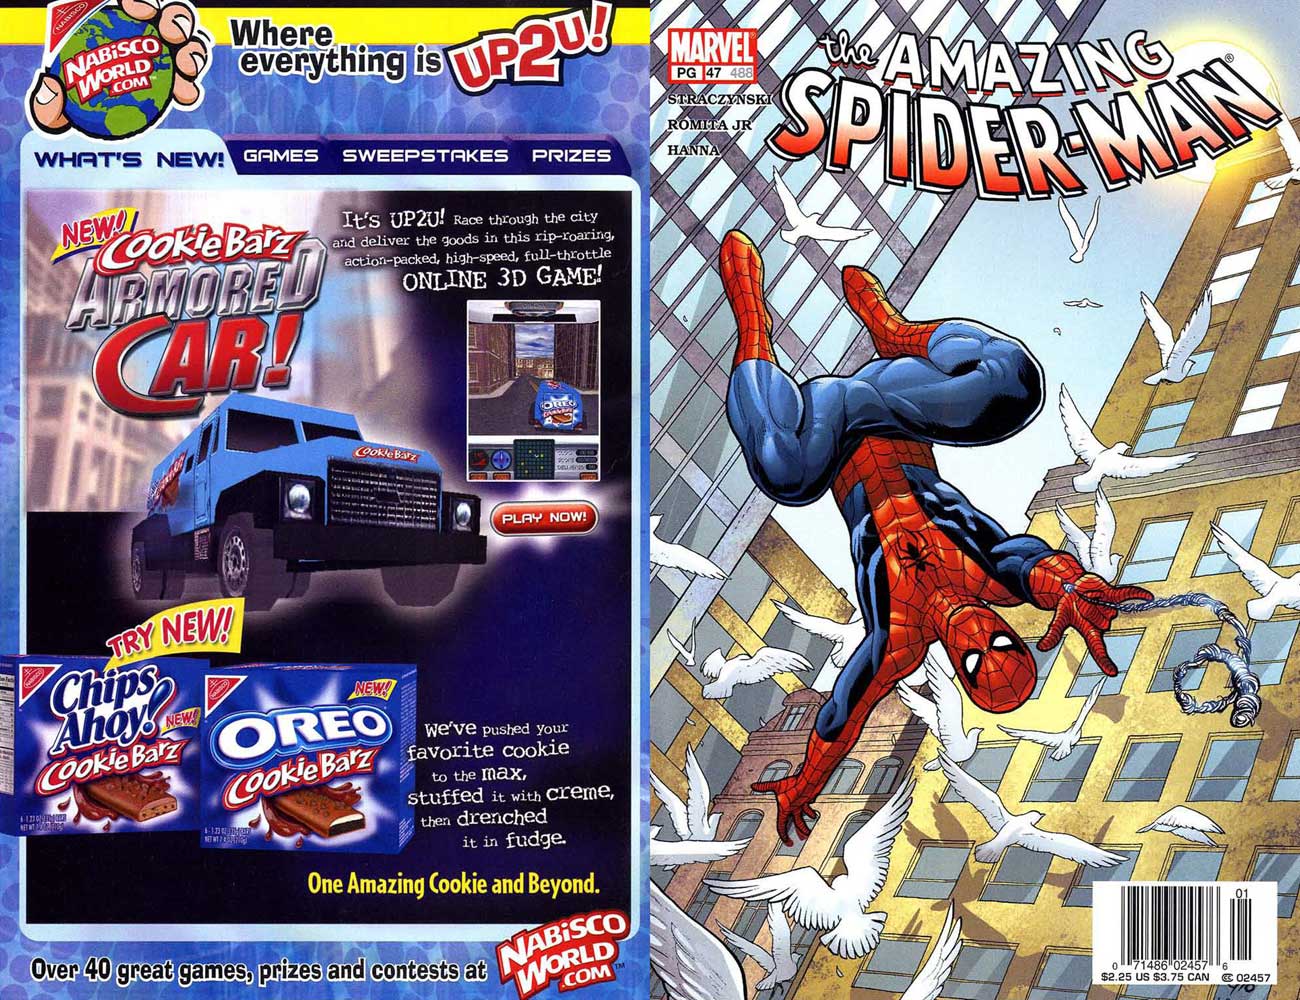 NABISCO
NABISCO
WORLD
.COM
Where
everything is UP2U!
WHAT'S NEW! GAMES SWEEPSTAKES PRIZES
NEW!
CookieBarz
ARMORED
CAR!
It's UP2U! Race through the city
and deliver the goods in this rip-roaring,
action-packed, high-speed, full-throttle
ONLINE 3D GAME!
OREO
CookieBarz
PLAY NOW!
TRY NEW!
NABISCO
Chips
Ahoy!
NEW!
CookieBarz
NABISCO
NEW!
OREO
CookieBarz
We've pushed your
favorite cookie
to the max,
stuffed it with creme,
then drenched
it in fudge.
One Amazing Cookie and Beyond.
Over 40 great games, prizes and contests at
NABISCO
WORLD
.COM™
MARVEL
PG 47 488
STRACZYNSKI
ROMITA JR
HANNA
the AMAZING
SPIDER-MAN®
01
0 71486 02457 6
$2.25 US $3.75 CAN CC 02457